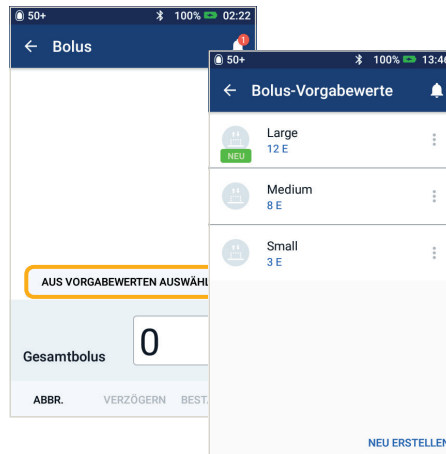 50+ 100% 02:22
Bolus
1
AUS VORGABEWERTEN AUSWÄHL
Gesamtbolus 0
ABBR. VERZÖGERN BEST.
50+ 100% 13:46
Bolus-Vorgabewerte
Large
12 E
NEU
Medium
8 E
Small
3 E
NEU ERSTELLEN